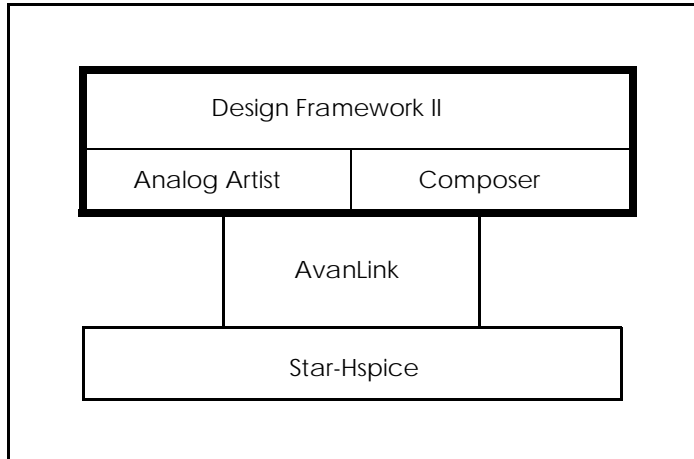 Design Framework II
Analog Artist
Composer
AvanLink
Star-Hspice